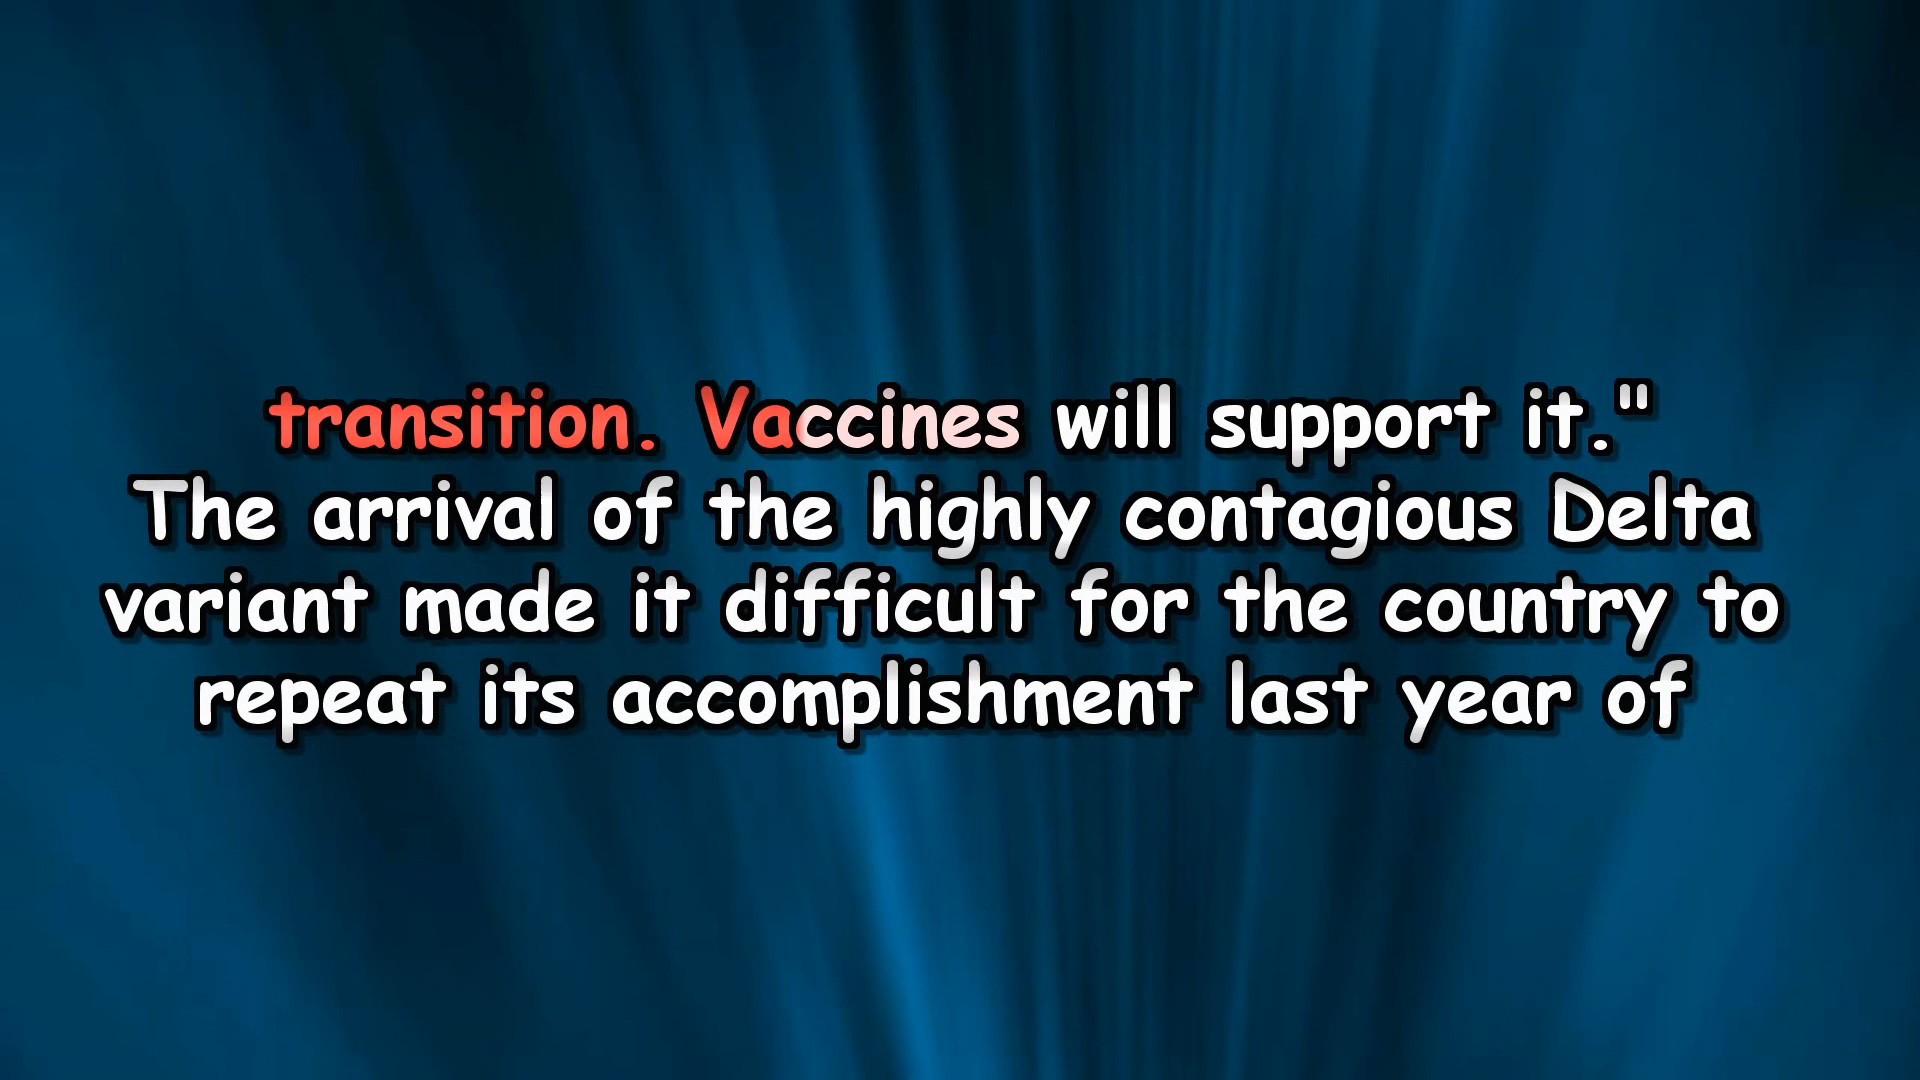 transition. Vaccines will support it."
The arrival of the highly contagious Delta
variant made it difficult for the country to
repeat its accomplishment last year of